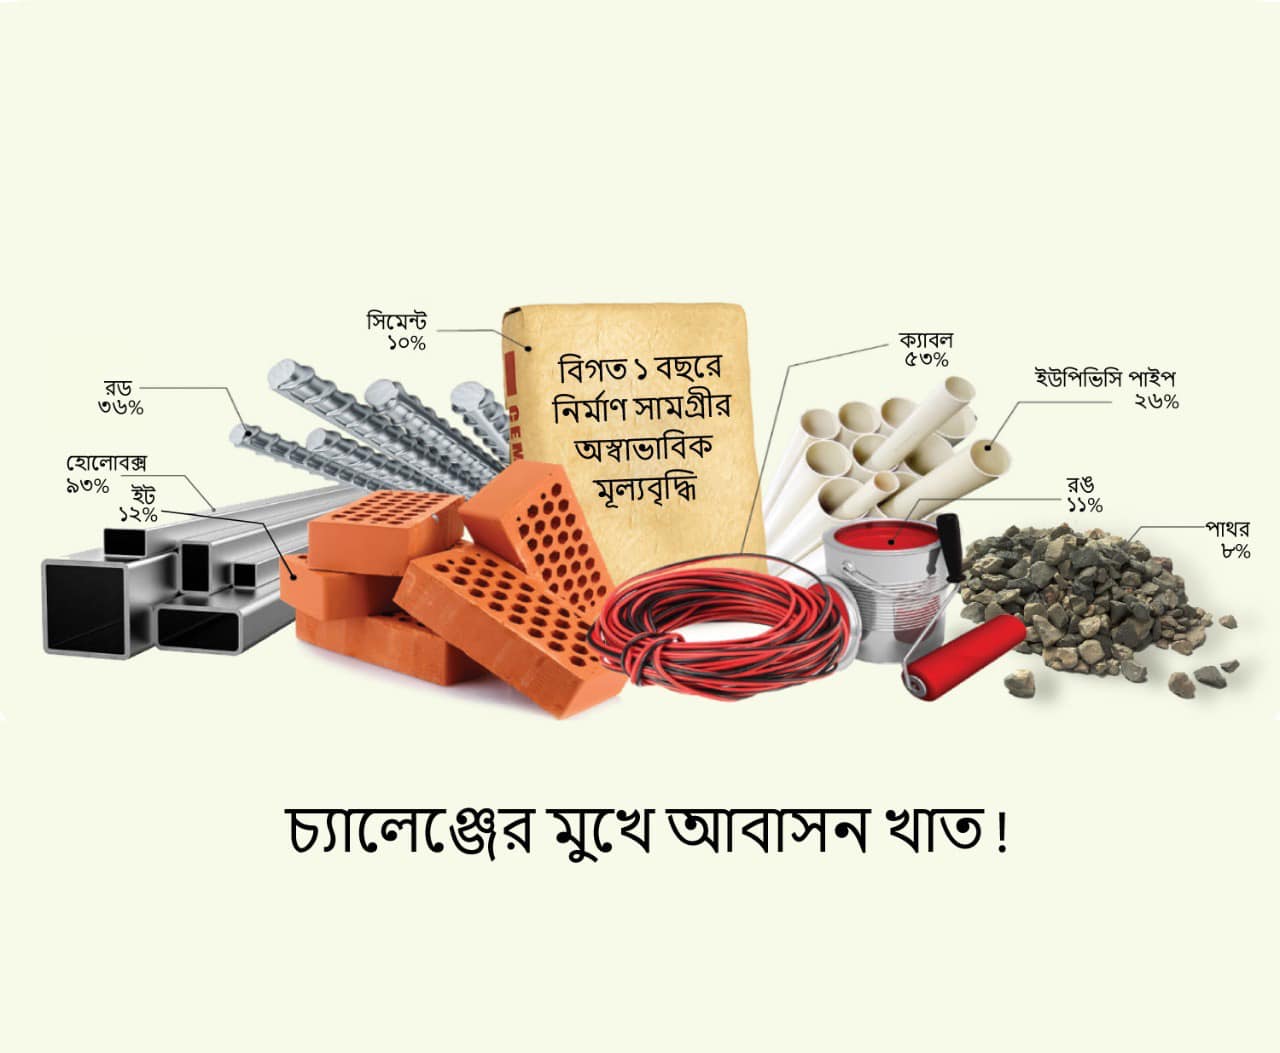 সিমেন্ট
১০%
ক্যাবল
৫৩%
বিগত ১ বছরে
নির্মাণ সামগ্রীর
অস্বাভাবিক
মূল্যবৃদ্ধি
রড
৩৬%
ইউপিভিসি পাইপ
২৬%
CEM
হোলোবক্স
৯৩%
ইট
১২%
রঙ
১১%
পাথর
৮%
চ্যালেঞ্জের মুখে আবাসন খাত !